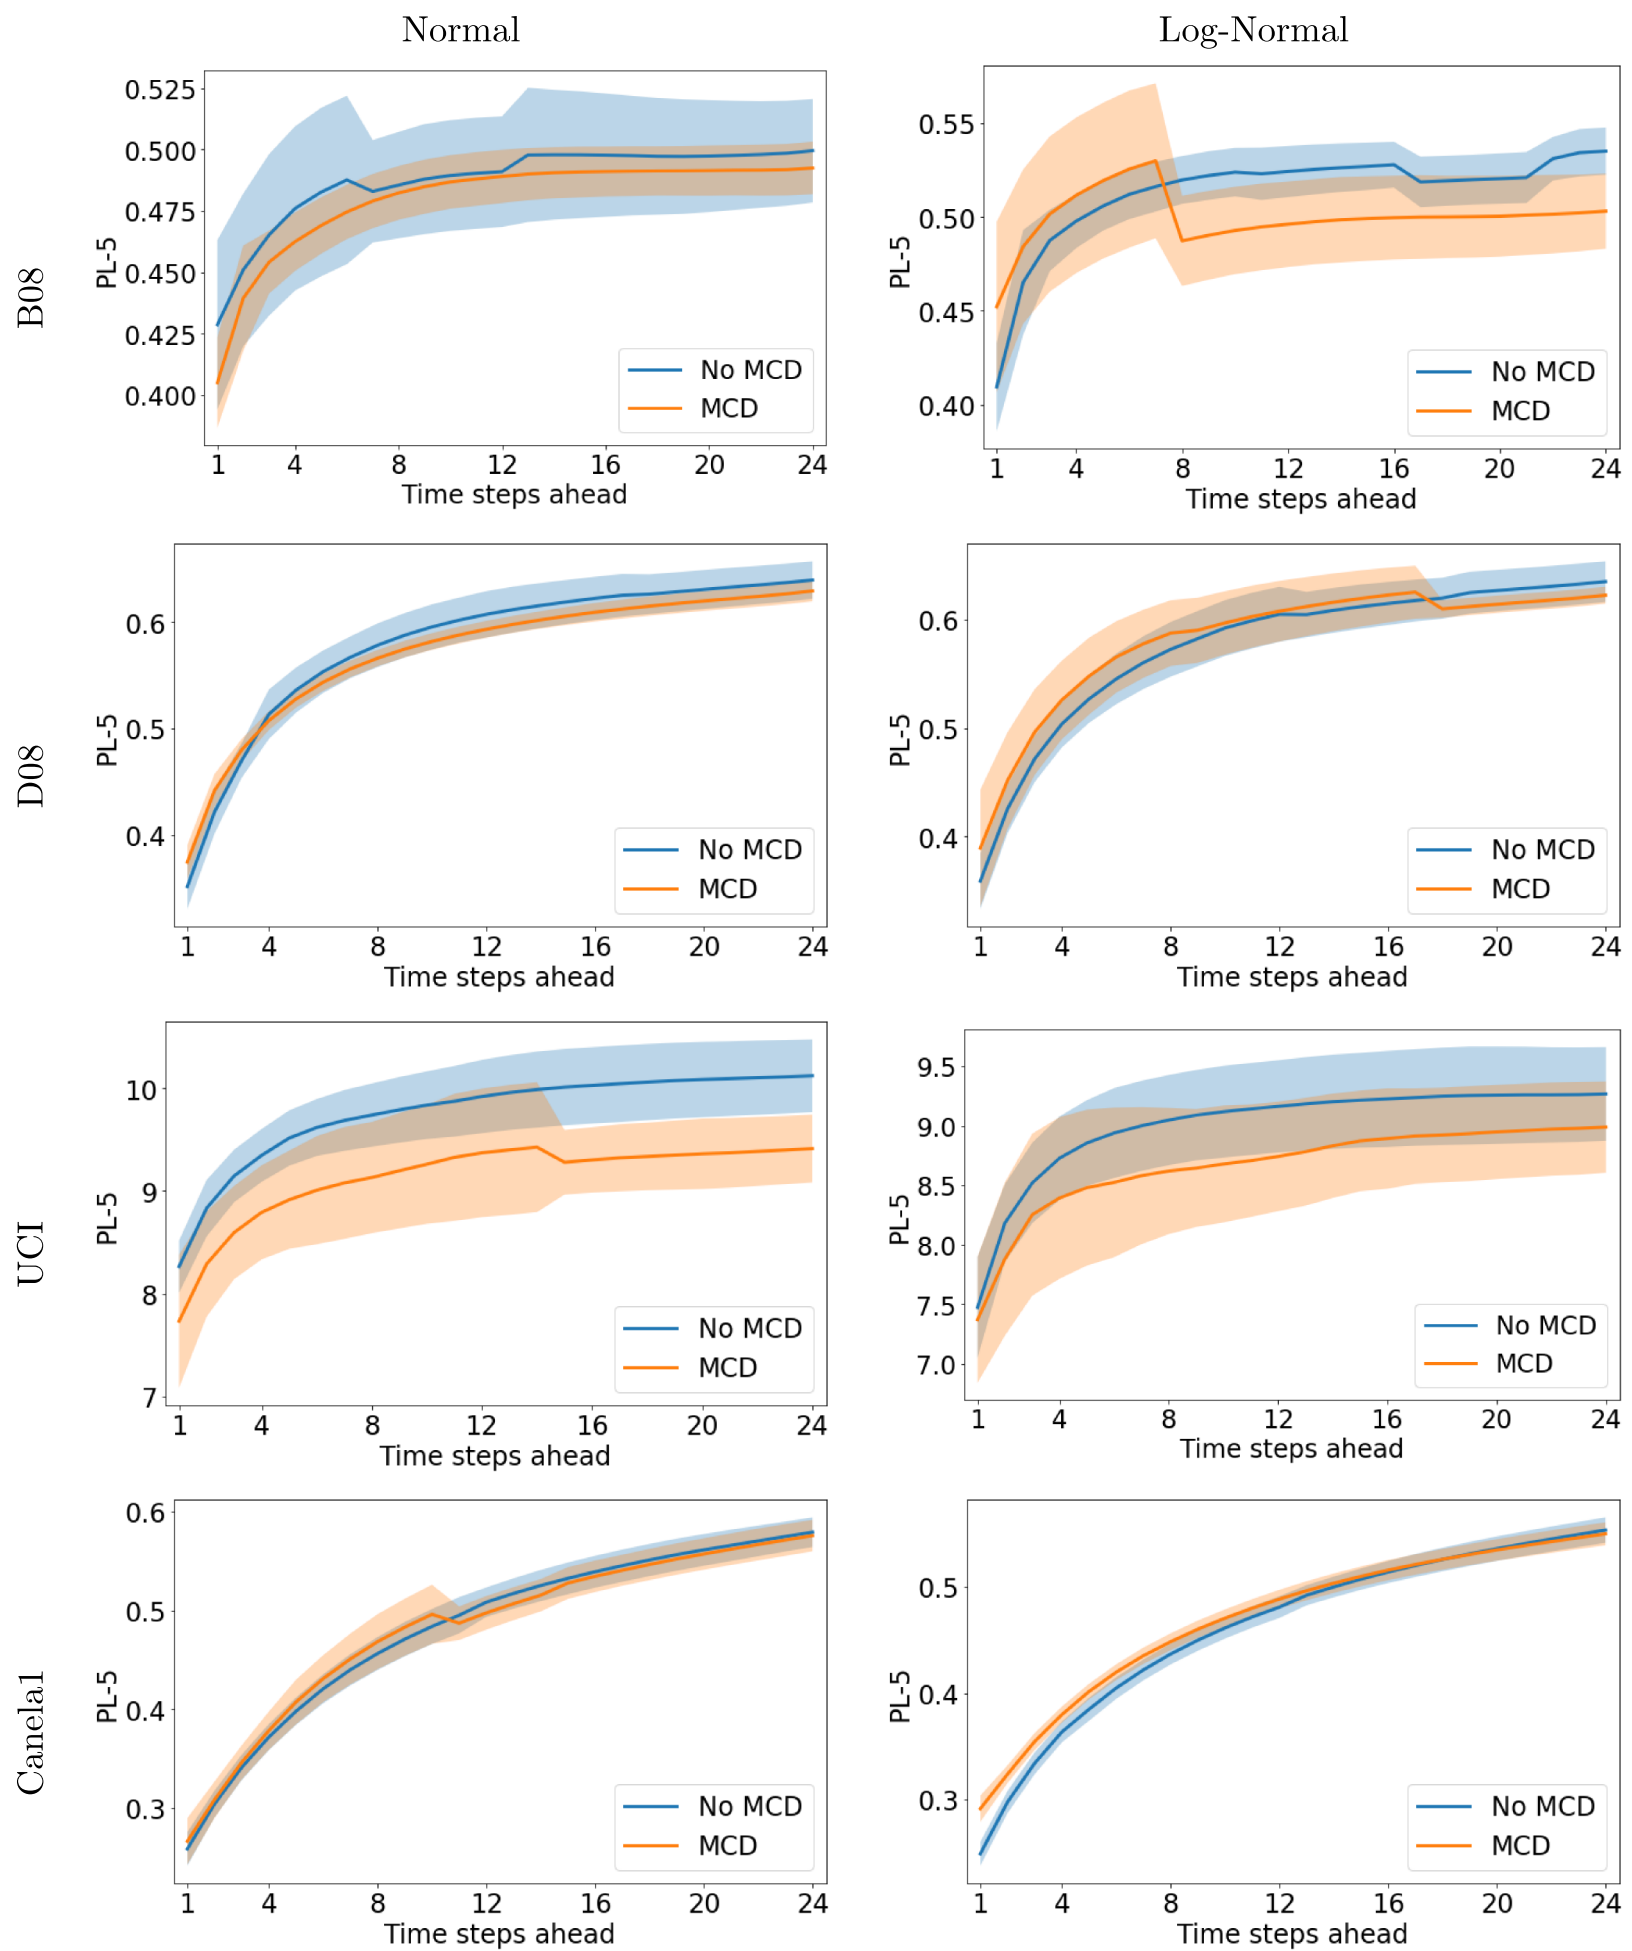 Normal
Log-Normal
B08
PL-5
0.525
0.500
0.475
0.450
0.425
0.400
No MCD
MCD
1 4 8 12 16 20 24
Time steps ahead
PL-5
0.55
0.50
0.45
0.40
No MCD
MCD
1 4 8 12 16 20 24
Time steps ahead
D08
PL-5
0.6
0.5
0.4
No MCD
MCD
1 4 8 12 16 20 24
Time steps ahead
PL-5
0.6
0.5
0.4
No MCD
MCD
1 4 8 12 16 20 24
Time steps ahead
UCI
PL-5
10
9
8
7
No MCD
MCD
1 4 8 12 16 20 24
Time steps ahead
PL-5
9.5
9.0
8.5
8.0
7.5
7.0
No MCD
MCD
1 4 8 12 16 20 24
Time steps ahead
Canela1
PL-5
0.6
0.5
0.4
0.3
No MCD
MCD
1 4 8 12 16 20 24
Time steps ahead
PL-5
0.5
0.4
0.3
No MCD
MCD
1 4 8 12 16 20 24
Time steps ahead